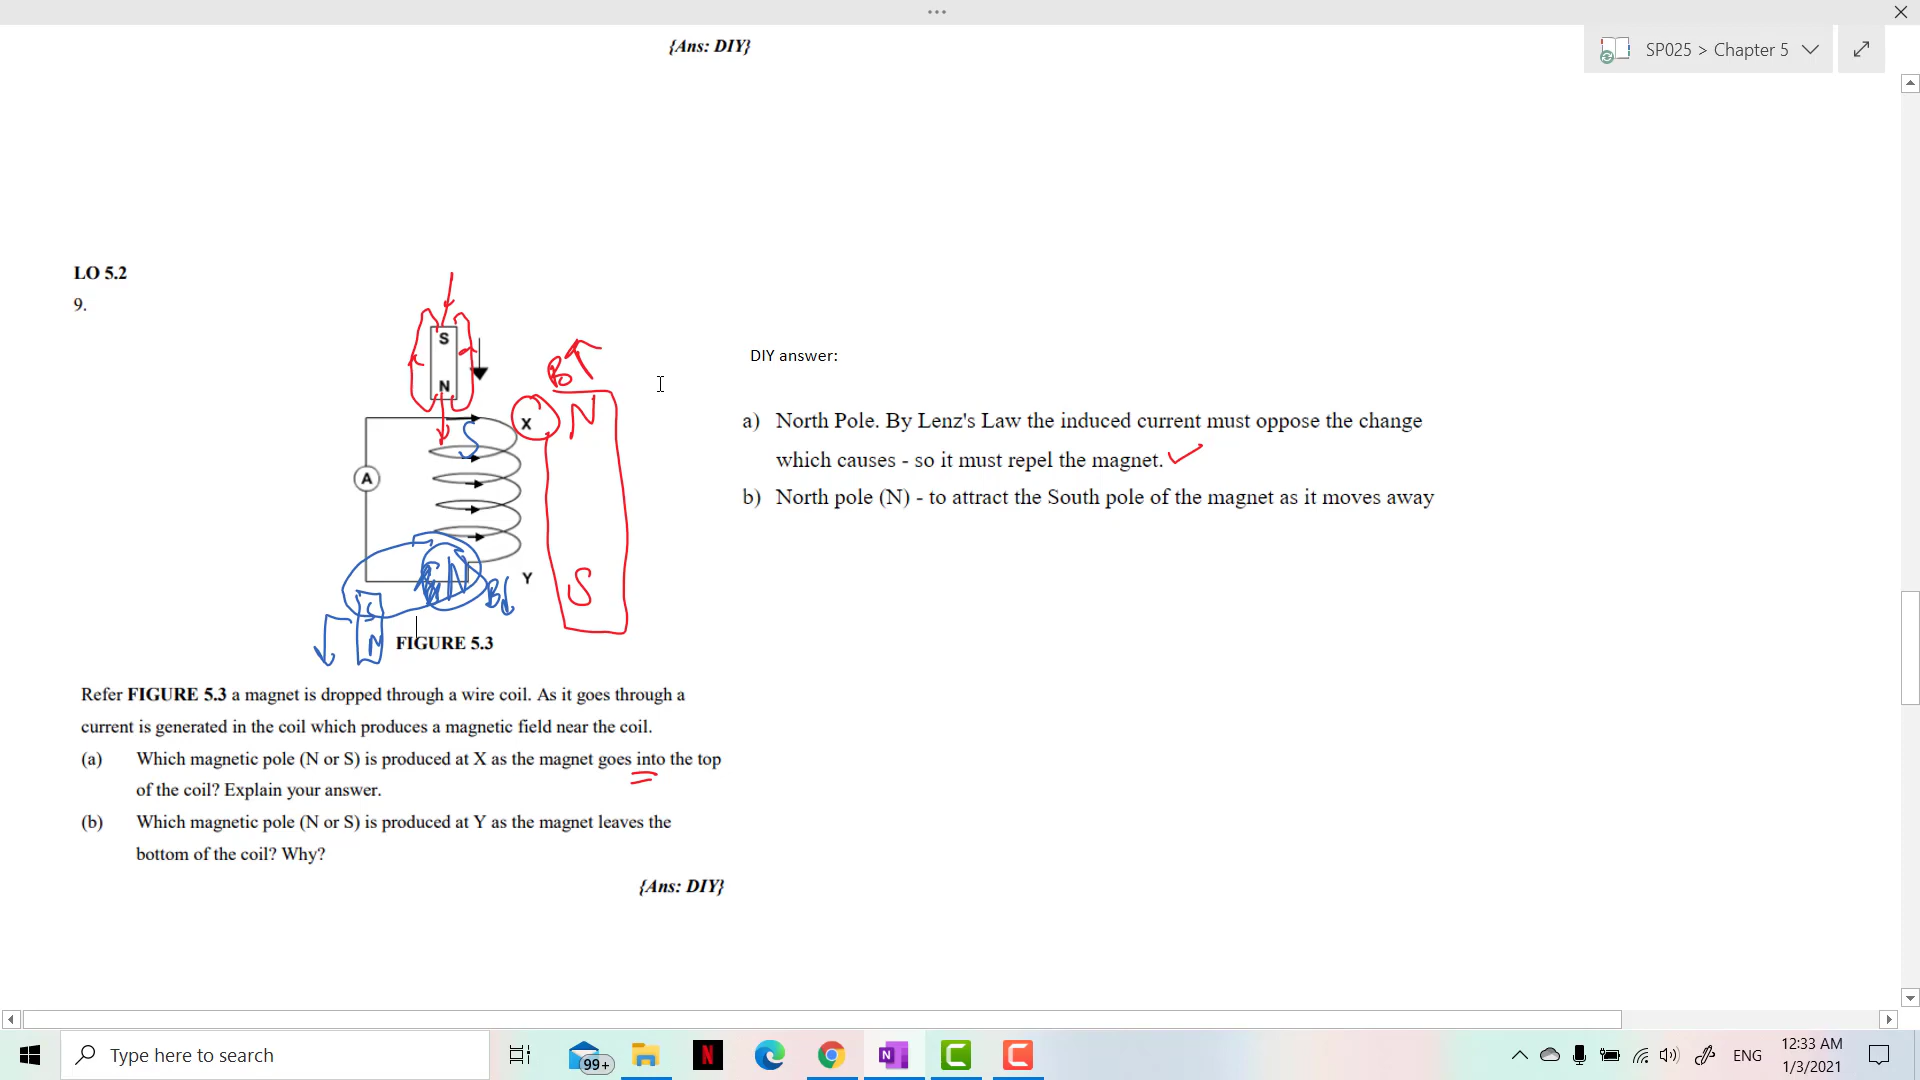 {Ans: DIY}
SP025 > Chapter 5
LO 5.2
9.
S
N
B
N
X
S
A
N
B
Y
S
S
N
FIGURE 5.3
DIY answer:
a) North Pole. By Lenz's Law the induced current must oppose the change
which causes - so it must repel the magnet.
b) North pole (N) - to attract the South pole of the magnet as it moves away
Refer FIGURE 5.3 a magnet is dropped through a wire coil. As it goes through a
current is generated in the coil which produces a magnetic field near the coil.
(a) Which magnetic pole (N or S) is produced at X as the magnet goes into the top
of the coil? Explain your answer.
(b) Which magnetic pole (N or S) is produced at Y as the magnet leaves the
bottom of the coil? Why?
{Ans: DIY}
Type here to search
99+
N
N
ENG
12:33 AM
1/3/2021